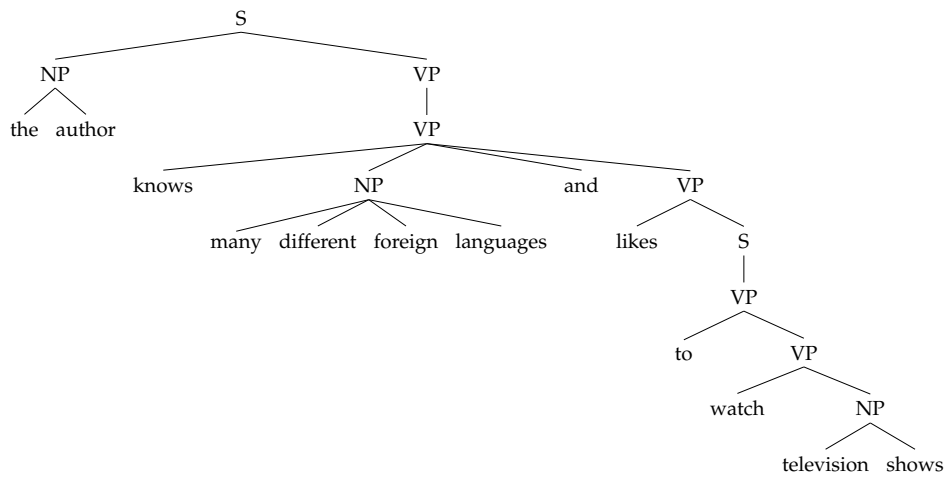 S
NP VP
the author VP
knows NP and VP
many different foreign languages likes S
VP
to VP
watch NP
television shows